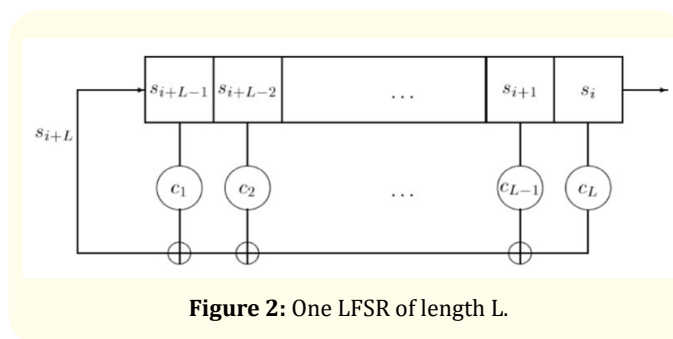 s_{i+L-1} s_{i+L-2} ... s_{i+1} s_i
s_{i+L}
c_1 c_2 ... c_{L-1} c_L
Figure 2: One LFSR of length L.